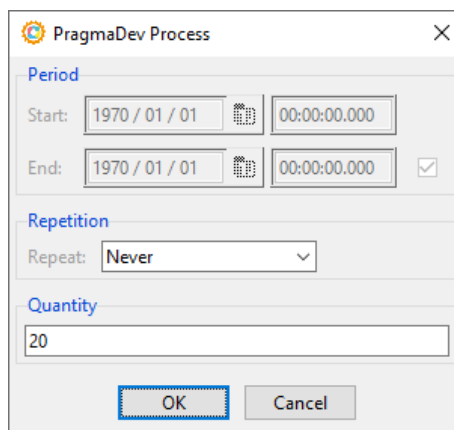 PragmaDev Process
Period
Start: 1970 / 01 / 01 00:00:00.000
End: 1970 / 01 / 01 00:00:00.000
Repetition
Repeat: Never
Quantity
20
OK Cancel